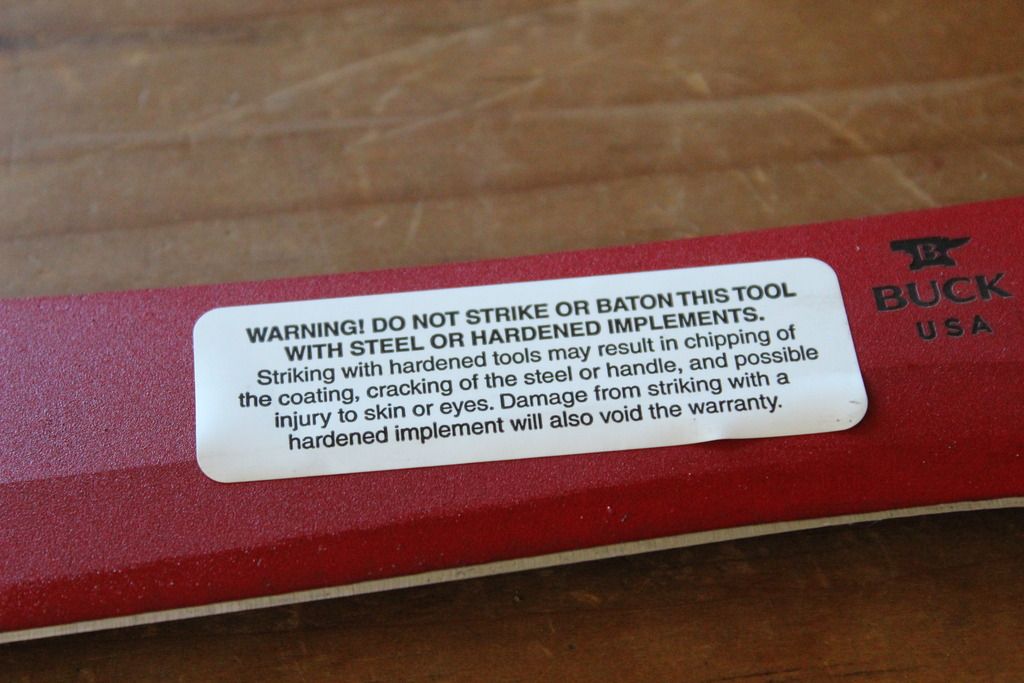 WARNING! DO NOT STRIKE OR BATON THIS TOOL
WITH STEEL OR HARDENED IMPLEMENTS.
Striking with hardened tools may result in chipping of
the coating, cracking of the steel or handle, and possible
injury to skin or eyes. Damage from striking with a
hardened implement will also void the warranty.
B
BUCK
USA